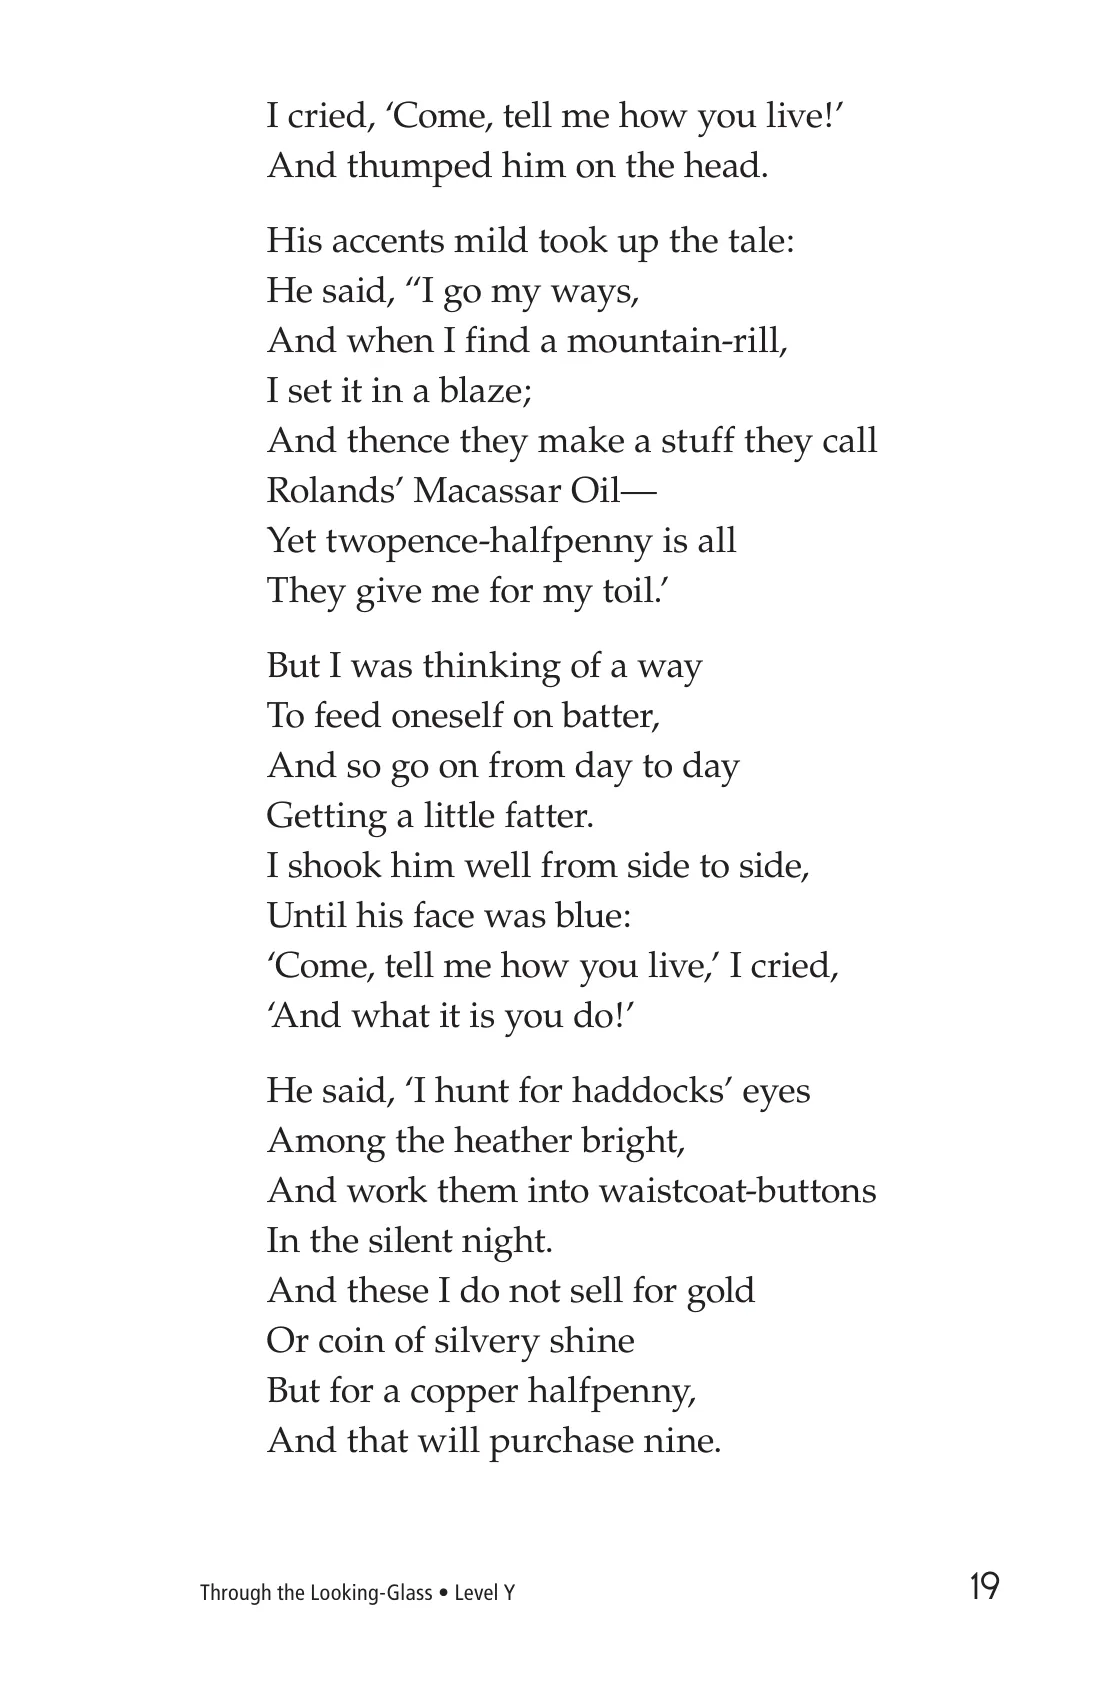 I cried, ‘Come, tell me how you live!’
And thumped him on the head.
His accents mild took up the tale:
He said, “I go my ways,
And when I find a mountain-rill,
I set it in a blaze;
And thence they make a stuff they call
Rolands’ Macassar Oil—
Yet twopence-halfpenny is all
They give me for my toil.’
But I was thinking of a way
To feed oneself on batter,
And so go on from day to day
Getting a little fatter.
I shook him well from side to side,
Until his face was blue:
‘Come, tell me how you live,’ I cried,
‘And what it is you do!’
He said, ‘I hunt for haddocks’ eyes
Among the heather bright,
And work them into waistcoat-buttons
In the silent night.
And these I do not sell for gold
Or coin of silvery shine
But for a copper halfpenny,
And that will purchase nine.
Through the Looking-Glass • Level Y
19